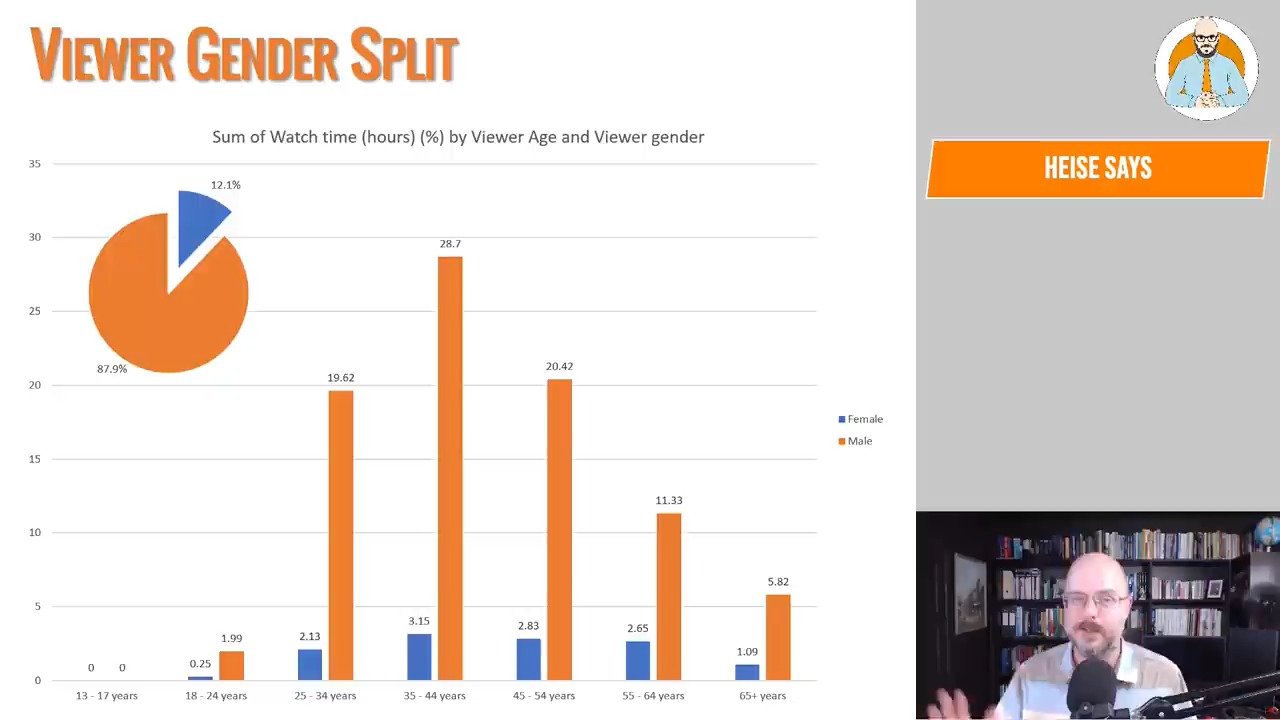 VIEWER GENDER SPLIT
HEISE SAYS
Sum of Watch time (hours) (%) by Viewer Age and Viewer gender
35
30
25
20
15
10
5
0
12.1%
87.9%
0 0
0.25 1.99
2.13 19.62
3.15 28.7
2.83 20.42
2.65 11.33
1.09 5.82
13 - 17 years 18 - 24 years 25 - 34 years 35 - 44 years 45 - 54 years 55 - 64 years 65+ years
Female
Male